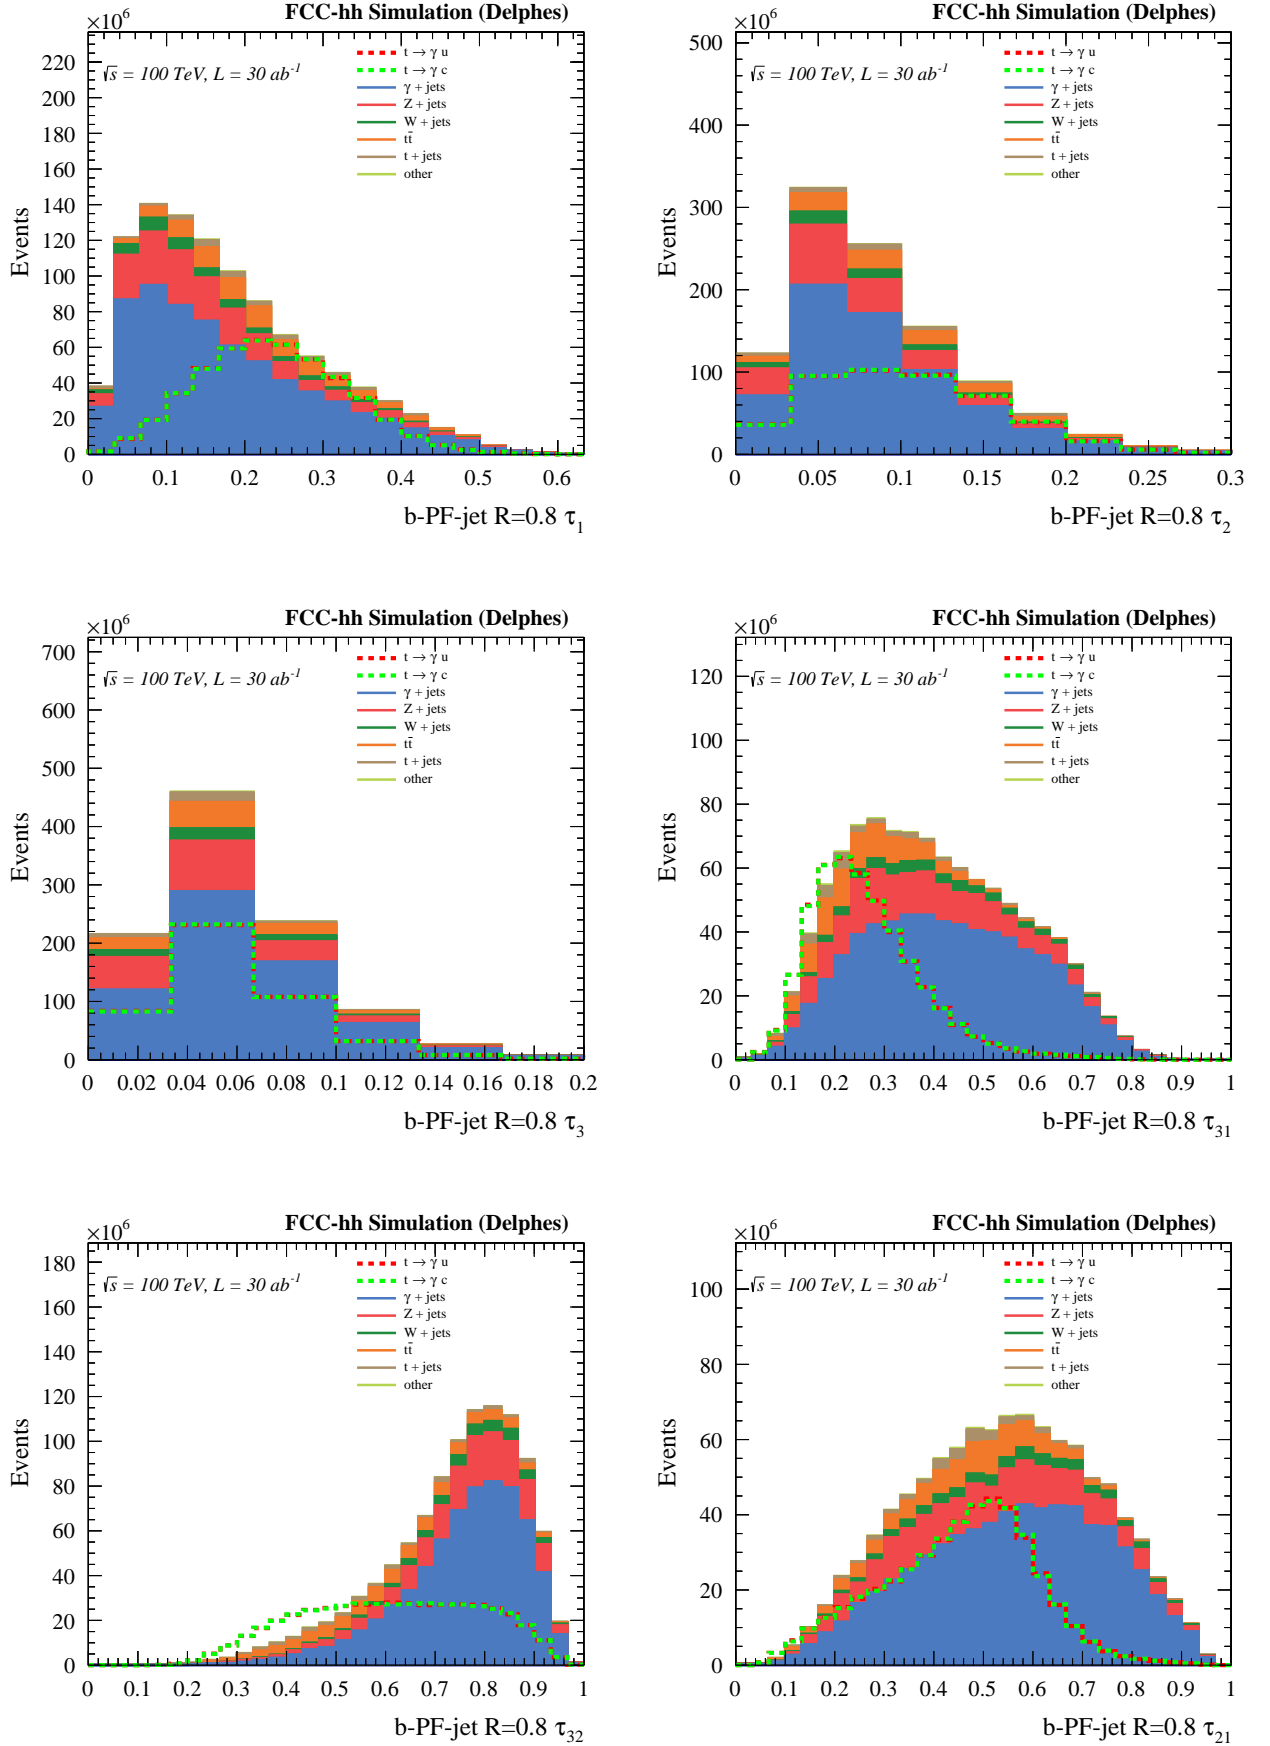 FCC-hh Simulation (Delphes)
×10⁶
√s = 100 TeV, L = 30 ab⁻¹
t → γ u
t → γ c
γ + jets
Z + jets
W + jets
tt̄
t + jets
other
Events
220
200
180
160
140
120
100
80
60
40
20
0
0 0.1 0.2 0.3 0.4 0.5 0.6
b-PF-jet R=0.8 τ₁
FCC-hh Simulation (Delphes)
×10⁶
√s = 100 TeV, L = 30 ab⁻¹
t → γ u
t → γ c
γ + jets
Z + jets
W + jets
tt̄
t + jets
other
Events
500
400
300
200
100
0
0 0.05 0.1 0.15 0.2 0.25 0.3
b-PF-jet R=0.8 τ₂
FCC-hh Simulation (Delphes)
×10⁶
√s = 100 TeV, L = 30 ab⁻¹
t → γ u
t → γ c
γ + jets
Z + jets
W + jets
tt̄
t + jets
other
Events
700
600
500
400
300
200
100
0
0 0.02 0.04 0.06 0.08 0.1 0.12 0.14 0.16 0.18 0.2
b-PF-jet R=0.8 τ₃
FCC-hh Simulation (Delphes)
×10⁶
√s = 100 TeV, L = 30 ab⁻¹
t → γ u
t → γ c
γ + jets
Z + jets
W + jets
tt̄
t + jets
other
Events
120
100
80
60
40
20
0
0 0.1 0.2 0.3 0.4 0.5 0.6 0.7 0.8 0.9 1
b-PF-jet R=0.8 τ₃₁
FCC-hh Simulation (Delphes)
×10⁶
√s = 100 TeV, L = 30 ab⁻¹
t → γ u
t → γ c
γ + jets
Z + jets
W + jets
tt̄
t + jets
other
Events
180
160
140
120
100
80
60
40
20
0
0 0.1 0.2 0.3 0.4 0.5 0.6 0.7 0.8 0.9 1
b-PF-jet R=0.8 τ₃₂
FCC-hh Simulation (Delphes)
×10⁶
√s = 100 TeV, L = 30 ab⁻¹
t → γ u
t → γ c
γ + jets
Z + jets
W + jets
tt̄
t + jets
other
Events
100
80
60
40
20
0
0 0.1 0.2 0.3 0.4 0.5 0.6 0.7 0.8 0.9 1
b-PF-jet R=0.8 τ₂₁